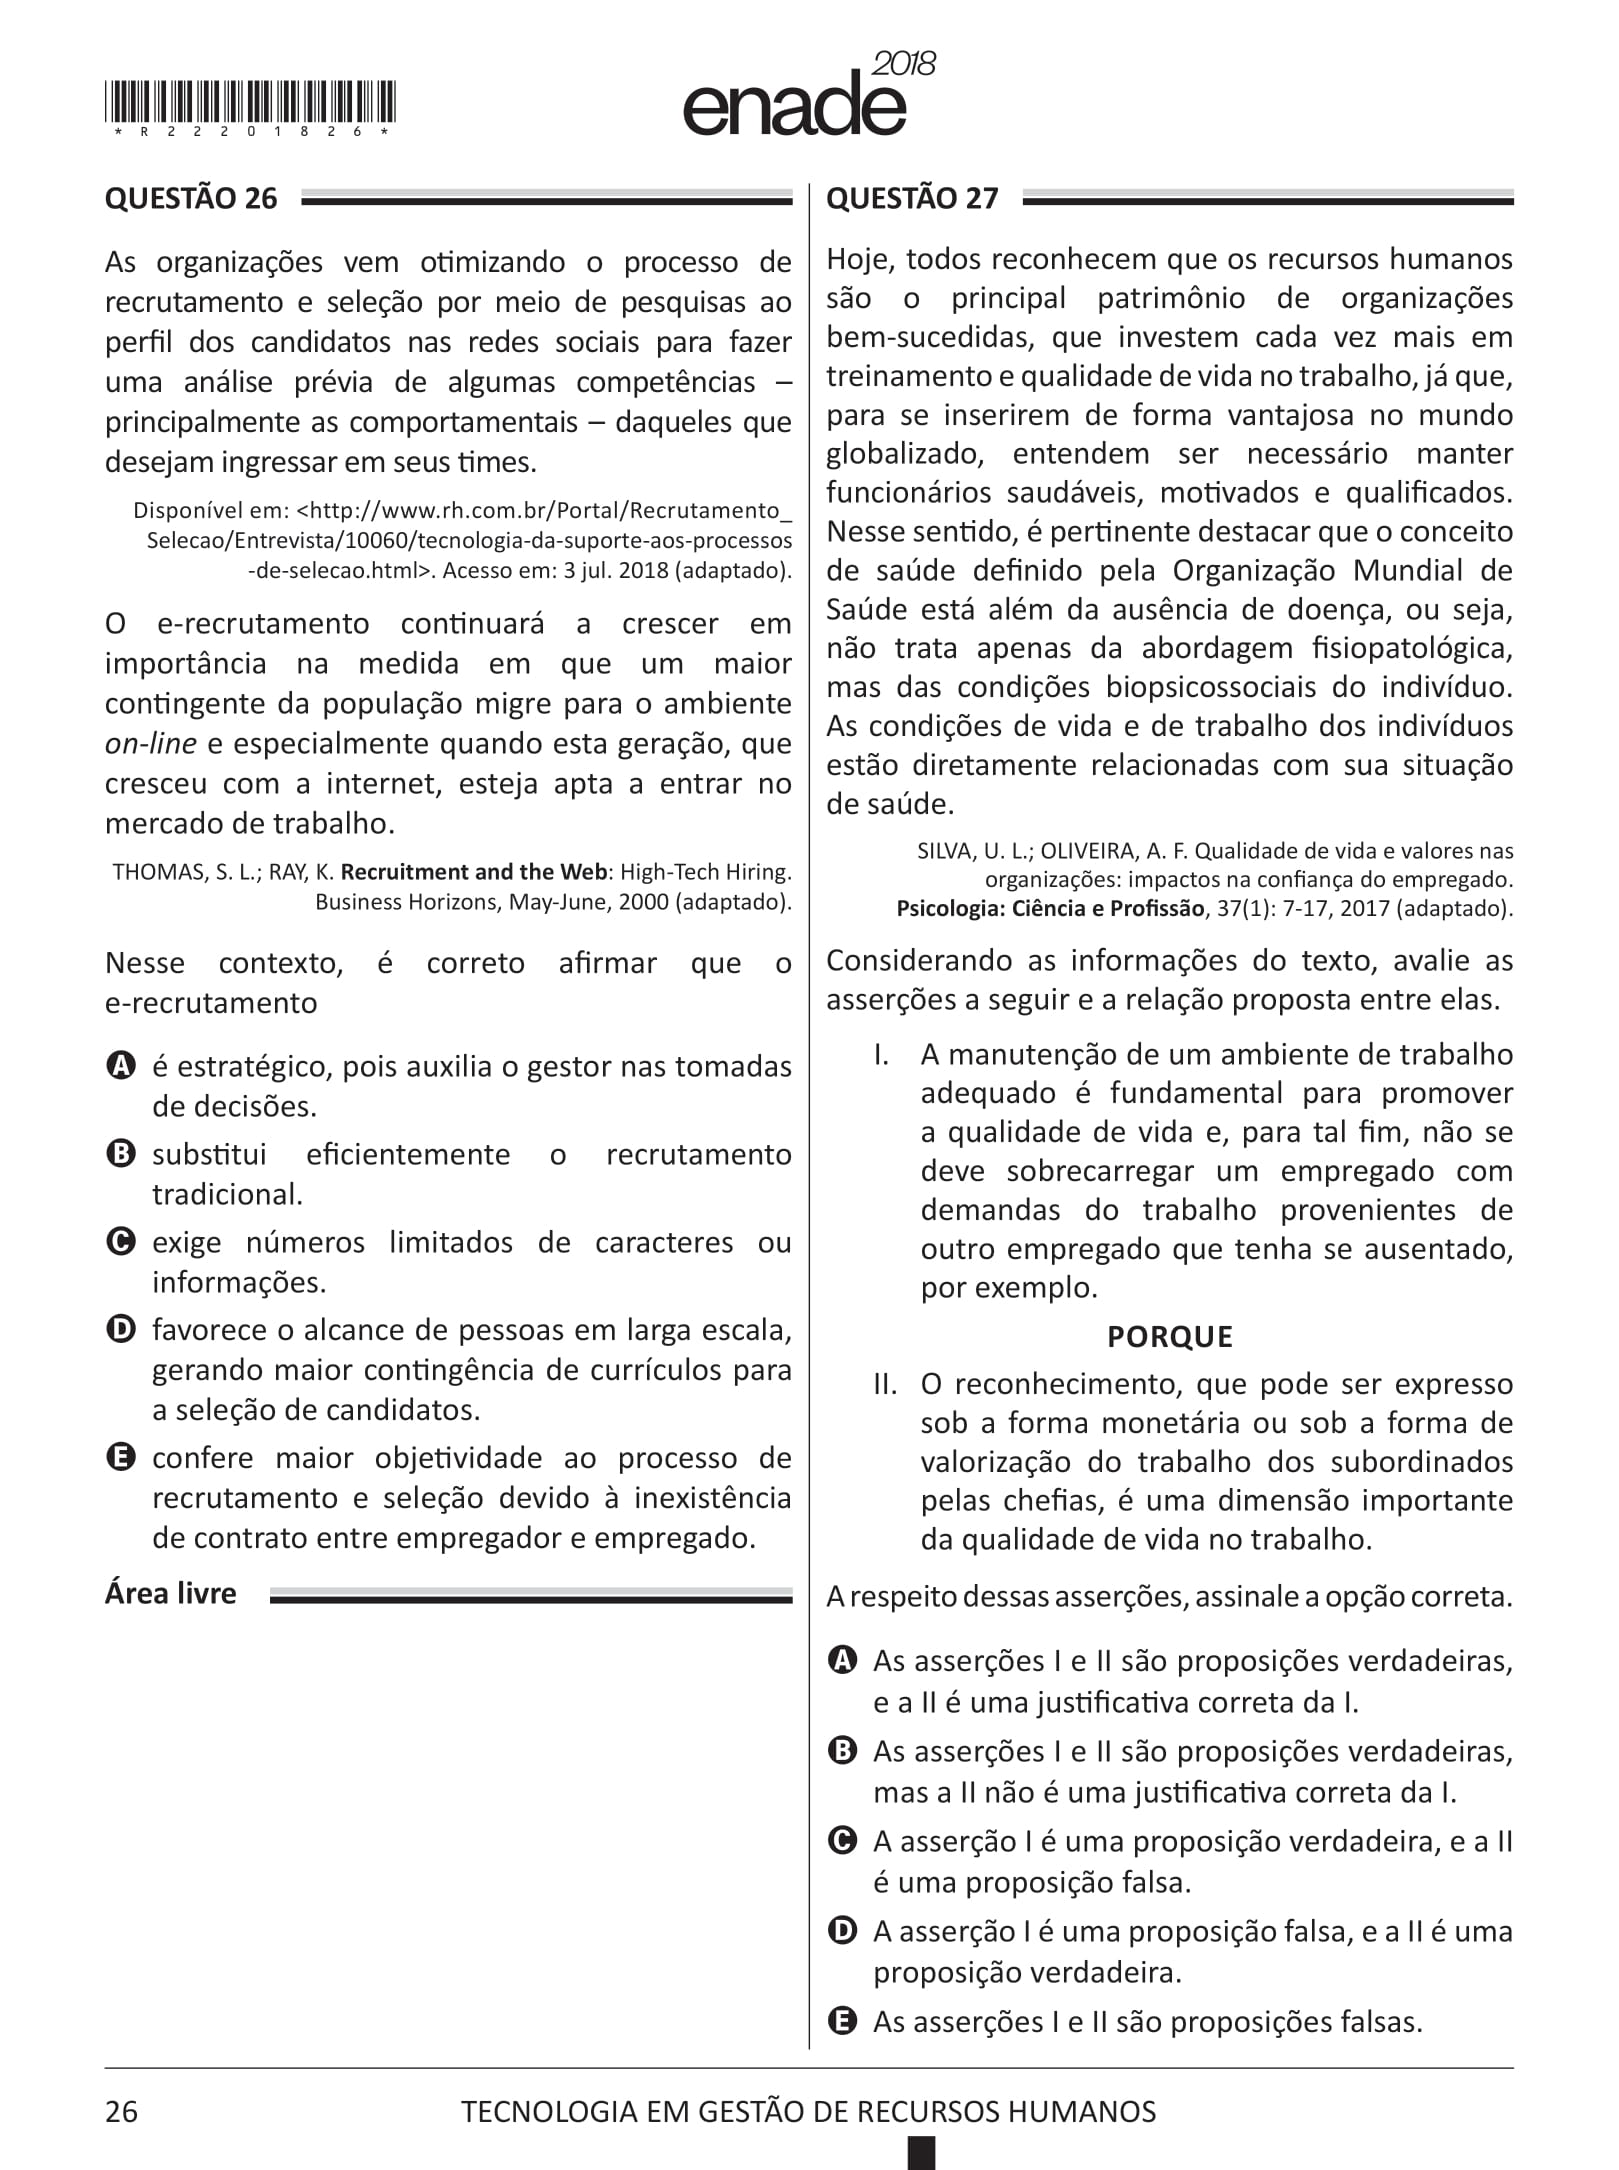 * R 2 2 2 0 1 8 2 6 *
enade 2018
QUESTÃO 26
As organizações vem otimizando o processo de
recrutamento e seleção por meio de pesquisas ao
perfil dos candidatos nas redes sociais para fazer
uma análise prévia de algumas competências –
principalmente as comportamentais – daqueles que
desejam ingressar em seus times.
Disponível em: <http://www.rh.com.br/Portal/Recrutamento_
Selecao/Entrevista/10060/tecnologia-da-suporte-aos-processos
-de-selecao.html>. Acesso em: 3 jul. 2018 (adaptado).
O e-recrutamento continuará a crescer em
importância na medida em que um maior
contingente da população migre para o ambiente
on-line e especialmente quando esta geração, que
cresceu com a internet, esteja apta a entrar no
mercado de trabalho.
THOMAS, S. L.; RAY, K. Recruitment and the Web: High-Tech Hiring.
Business Horizons, May-June, 2000 (adaptado).
Nesse contexto, é correto afirmar que o
e-recrutamento
A é estratégico, pois auxilia o gestor nas tomadas
de decisões.
B substitui eficientemente o recrutamento
tradicional.
C exige números limitados de caracteres ou
informações.
D favorece o alcance de pessoas em larga escala,
gerando maior contingência de currículos para
a seleção de candidatos.
E confere maior objetividade ao processo de
recrutamento e seleção devido à inexistência
de contrato entre empregador e empregado.
Área livre
QUESTÃO 27
Hoje, todos reconhecem que os recursos humanos
são o principal patrimônio de organizações
bem-sucedidas, que investem cada vez mais em
treinamento e qualidade de vida no trabalho, já que,
para se inserirem de forma vantajosa no mundo
globalizado, entendem ser necessário manter
funcionários saudáveis, motivados e qualificados.
Nesse sentido, é pertinente destacar que o conceito
de saúde definido pela Organização Mundial de
Saúde está além da ausência de doença, ou seja,
não trata apenas da abordagem fisiopatológica,
mas das condições biopsicossociais do indivíduo.
As condições de vida e de trabalho dos indivíduos
estão diretamente relacionadas com sua situação
de saúde.
SILVA, U. L.; OLIVEIRA, A. F. Qualidade de vida e valores nas
organizações: impactos na confiança do empregado.
Psicologia: Ciência e Profissão, 37(1): 7-17, 2017 (adaptado).
Considerando as informações do texto, avalie as
asserções a seguir e a relação proposta entre elas.
I. A manutenção de um ambiente de trabalho
adequado é fundamental para promover
a qualidade de vida e, para tal fim, não se
deve sobrecarregar um empregado com
demandas do trabalho provenientes de
outro empregado que tenha se ausentado,
por exemplo.
PORQUE
II. O reconhecimento, que pode ser expresso
sob a forma monetária ou sob a forma de
valorização do trabalho dos subordinados
pelas chefias, é uma dimensão importante
da qualidade de vida no trabalho.
A respeito dessas asserções, assinale a opção correta.
A As asserções I e II são proposições verdadeiras,
e a II é uma justificativa correta da I.
B As asserções I e II são proposições verdadeiras,
mas a II não é uma justificativa correta da I.
C A asserção I é uma proposição verdadeira, e a II
é uma proposição falsa.
D A asserção I é uma proposição falsa, e a II é uma
proposição verdadeira.
E As asserções I e II são proposições falsas.
26
TECNOLOGIA EM GESTÃO DE RECURSOS HUMANOS